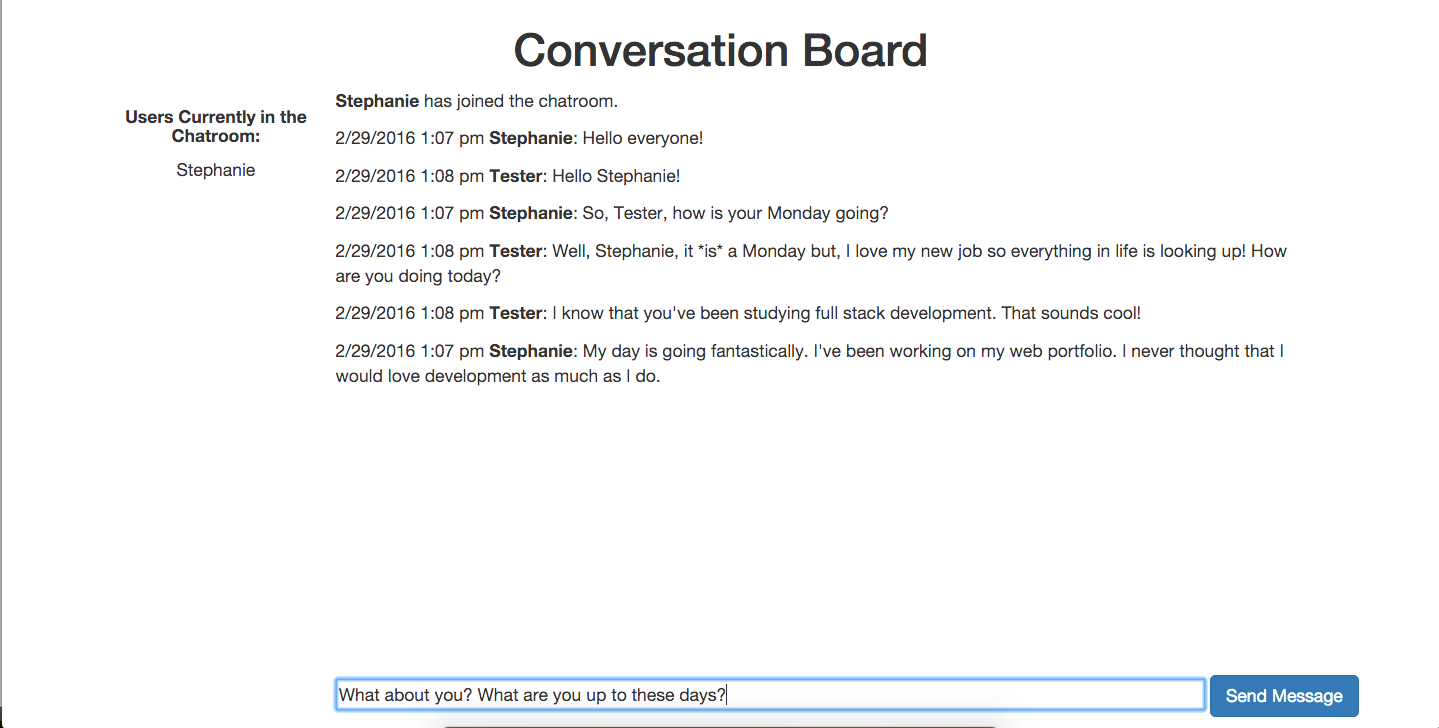 Conversation Board
Users Currently in the
Chatroom:
Stephanie
Stephanie has joined the chatroom.
2/29/2016 1:07 pm Stephanie: Hello everyone!
2/29/2016 1:08 pm Tester: Hello Stephanie!
2/29/2016 1:07 pm Stephanie: So, Tester, how is your Monday going?
2/29/2016 1:08 pm Tester: Well, Stephanie, it *is* a Monday but, I love my new job so everything in life is looking up! How
are you doing today?
2/29/2016 1:08 pm Tester: I know that you've been studying full stack development. That sounds cool!
2/29/2016 1:07 pm Stephanie: My day is going fantastically. I've been working on my web portfolio. I never thought that I
would love development as much as I do.
What about you? What are you up to these days?
Send Message